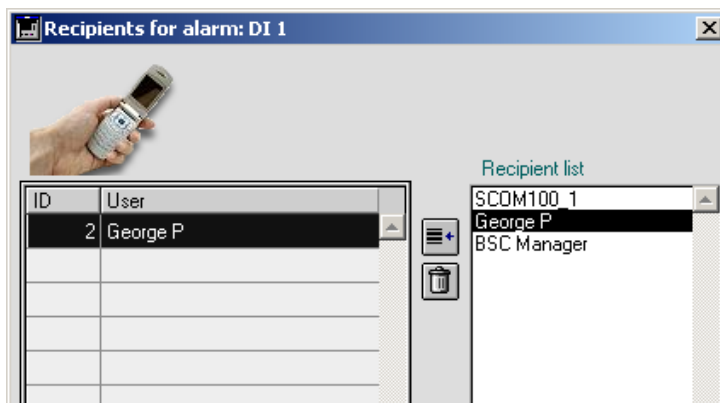 Recipients for alarm: DI 1
Recipient list
ID User
2 George P
SCOM100_1
George P
BSC Manager